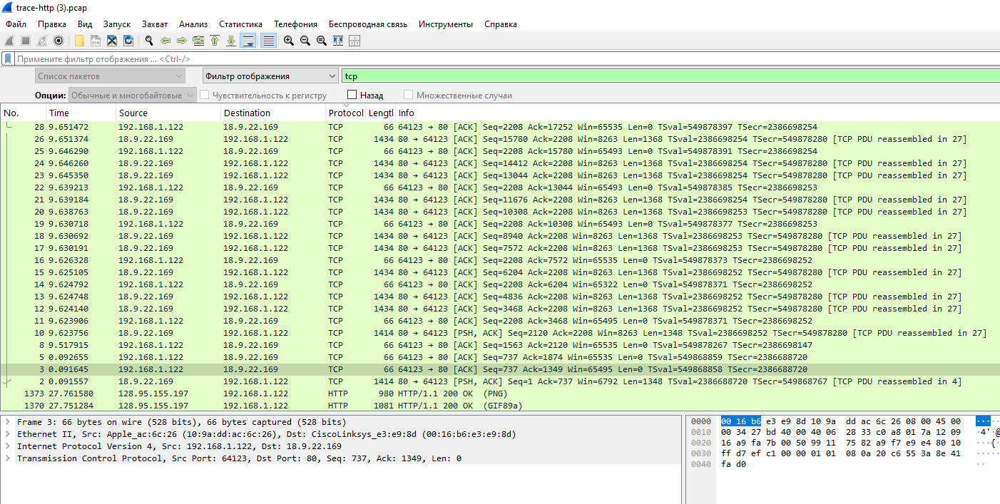 trace-http (3).pcap
Файл Правка Вид Запуск Захват Анализ Статистика Телефония Беспроводная связь Инструменты Справка
Примените фильтр отображения ... <Ctrl-/>
Список пакетов Фильтр отображения tcp
Опции: Обычные и многобайтовые Чувствительность к регистру Назад Множественные случаи
No. Time Source Destination Protocol Lengtl Info
28 9.651472 192.168.1.122 18.9.22.169 TCP 66 64123 → 80 [ACK] Seq=2208 Ack=17252 Win=65535 Len=0 TSval=549878397 TSecr=2386698254
26 9.651374 18.9.22.169 192.168.1.122 TCP 1434 80 → 64123 [ACK] Seq=15780 Ack=2208 Win=8263 Len=1368 TSval=2386698254 TSecr=549878280 [TCP PDU reassembled in 27]
25 9.646290 192.168.1.122 18.9.22.169 TCP 66 64123 → 80 [ACK] Seq=2208 Ack=15780 Win=65493 Len=0 TSval=549878391 TSecr=2386698254
24 9.646260 18.9.22.169 192.168.1.122 TCP 1434 80 → 64123 [ACK] Seq=14412 Ack=2208 Win=8263 Len=1368 TSval=2386698254 TSecr=549878280 [TCP PDU reassembled in 27]
23 9.645350 18.9.22.169 192.168.1.122 TCP 1434 80 → 64123 [ACK] Seq=13044 Ack=2208 Win=8263 Len=1368 TSval=2386698254 TSecr=549878280 [TCP PDU reassembled in 27]
22 9.639213 192.168.1.122 18.9.22.169 TCP 66 64123 → 80 [ACK] Seq=2208 Ack=13044 Win=65493 Len=0 TSval=549878385 TSecr=2386698253
21 9.639184 18.9.22.169 192.168.1.122 TCP 1434 80 → 64123 [ACK] Seq=11676 Ack=2208 Win=8263 Len=1368 TSval=2386698254 TSecr=549878280 [TCP PDU reassembled in 27]
20 9.638763 18.9.22.169 192.168.1.122 TCP 1434 80 → 64123 [ACK] Seq=10308 Ack=2208 Win=8263 Len=1368 TSval=2386698253 TSecr=549878280 [TCP PDU reassembled in 27]
19 9.630718 192.168.1.122 18.9.22.169 TCP 66 64123 → 80 [ACK] Seq=2208 Ack=10308 Win=65493 Len=0 TSval=549878377 TSecr=2386698253
18 9.630692 18.9.22.169 192.168.1.122 TCP 1434 80 → 64123 [ACK] Seq=8940 Ack=2208 Win=8263 Len=1368 TSval=2386698253 TSecr=549878280 [TCP PDU reassembled in 27]
17 9.630191 18.9.22.169 192.168.1.122 TCP 1434 80 → 64123 [ACK] Seq=7572 Ack=2208 Win=8263 Len=1368 TSval=2386698253 TSecr=549878280 [TCP PDU reassembled in 27]
16 9.626328 192.168.1.122 18.9.22.169 TCP 66 64123 → 80 [ACK] Seq=2208 Ack=7572 Win=65535 Len=0 TSval=549878373 TSecr=2386698252
15 9.625105 18.9.22.169 192.168.1.122 TCP 1434 80 → 64123 [ACK] Seq=6204 Ack=2208 Win=8263 Len=1368 TSval=2386698252 TSecr=549878280 [TCP PDU reassembled in 27]
14 9.624792 192.168.1.122 18.9.22.169 TCP 66 64123 → 80 [ACK] Seq=2208 Ack=6204 Win=65322 Len=0 TSval=549878371 TSecr=2386698252
13 9.624748 18.9.22.169 192.168.1.122 TCP 1434 80 → 64123 [ACK] Seq=4836 Ack=2208 Win=8263 Len=1368 TSval=2386698252 TSecr=549878280 [TCP PDU reassembled in 27]
12 9.624140 18.9.22.169 192.168.1.122 TCP 1434 80 → 64123 [ACK] Seq=3468 Ack=2208 Win=8263 Len=1368 TSval=2386698252 TSecr=549878280 [TCP PDU reassembled in 27]
11 9.623906 192.168.1.122 18.9.22.169 TCP 66 64123 → 80 [ACK] Seq=2208 Ack=3468 Win=65495 Len=0 TSval=549878371 TSecr=2386698252
10 9.623756 18.9.22.169 192.168.1.122 TCP 1414 80 → 64123 [PSH, ACK] Seq=2120 Ack=2208 Win=8263 Len=1348 TSval=2386698252 TSecr=549878280 [TCP PDU reassembled in 27]
8 9.517915 192.168.1.122 18.9.22.169 TCP 66 64123 → 80 [ACK] Seq=1563 Ack=2120 Win=65535 Len=0 TSval=549878267 TSecr=2386698147
5 0.092655 192.168.1.122 18.9.22.169 TCP 66 64123 → 80 [ACK] Seq=737 Ack=1874 Win=65535 Len=0 TSval=549868859 TSecr=2386688720
3 0.091645 192.168.1.122 18.9.22.169 TCP 66 64123 → 80 [ACK] Seq=737 Ack=1349 Win=65495 Len=0 TSval=549868858 TSecr=2386688720
2 0.091557 18.9.22.169 192.168.1.122 TCP 1414 80 → 64123 [PSH, ACK] Seq=1 Ack=737 Win=6792 Len=1348 TSval=2386688720 TSecr=549868767 [TCP PDU reassembled in 4]
1373 27.761580 128.95.155.197 192.168.1.122 HTTP 980 HTTP/1.1 200 OK (PNG)
1370 27.751284 128.95.155.197 192.168.1.122 HTTP 1081 HTTP/1.1 200 OK (GIF89a)
Frame 3: 66 bytes on wire (528 bits), 66 bytes captured (528 bits)
Ethernet II, Src: Apple_ac:6c:26 (10:9a:dd:ac:6c:26), Dst: CiscoLinksys_e3:e9:8d (00:16:b6:e3:e9:8d)
Internet Protocol Version 4, Src: 192.168.1.122, Dst: 18.9.22.169
Transmission Control Protocol, Src Port: 64123, Dst Port: 80, Seq: 737, Ack: 1349, Len: 0
0000 00 16 b6 e3 e9 8d 10 9a dd ac 6c 26 08 00 45 00 ····
0010 00 34 27 bd 40 00 40 06 28 33 c0 a8 01 7a 12 09 ·4'·@
0020 16 a9 fa 7b 00 50 99 11 75 82 a9 f7 e9 e4 80 10 ···{·
0030 ff d7 ef c1 00 00 01 01 08 0a 20 c6 55 3a 8e 41 ·····
0040 fa d0 ··